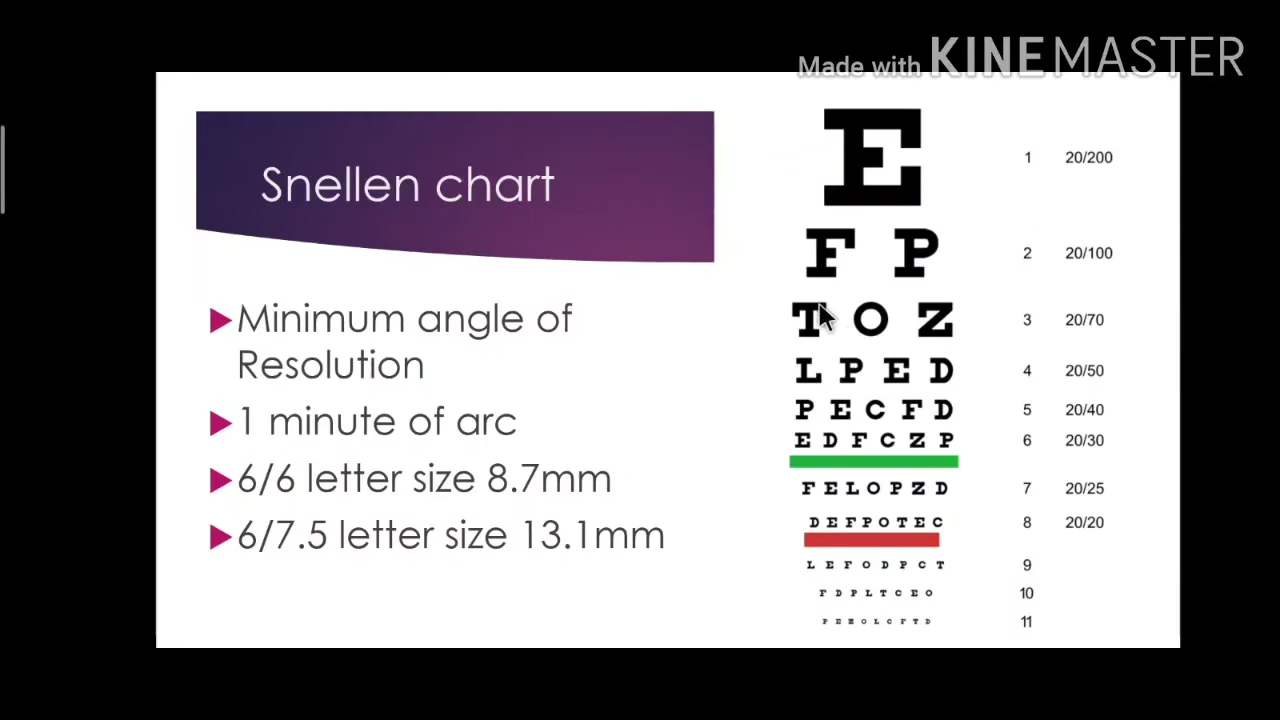 Made with KINEMASTER
Snellen chart
Minimum angle of
Resolution
1 minute of arc
6/6 letter size 8.7mm
6/7.5 letter size 13.1mm
E 1 20/200
F P 2 20/100
T O Z 3 20/70
L P E D 4 20/50
P E C F D 5 20/40
E D F C Z P 6 20/30
F E L O P Z D 7 20/25
D E F P O T E C 8 20/20
L E F O D P C T 9
F D P L T C E O 10
P E Z O L C F T D 11